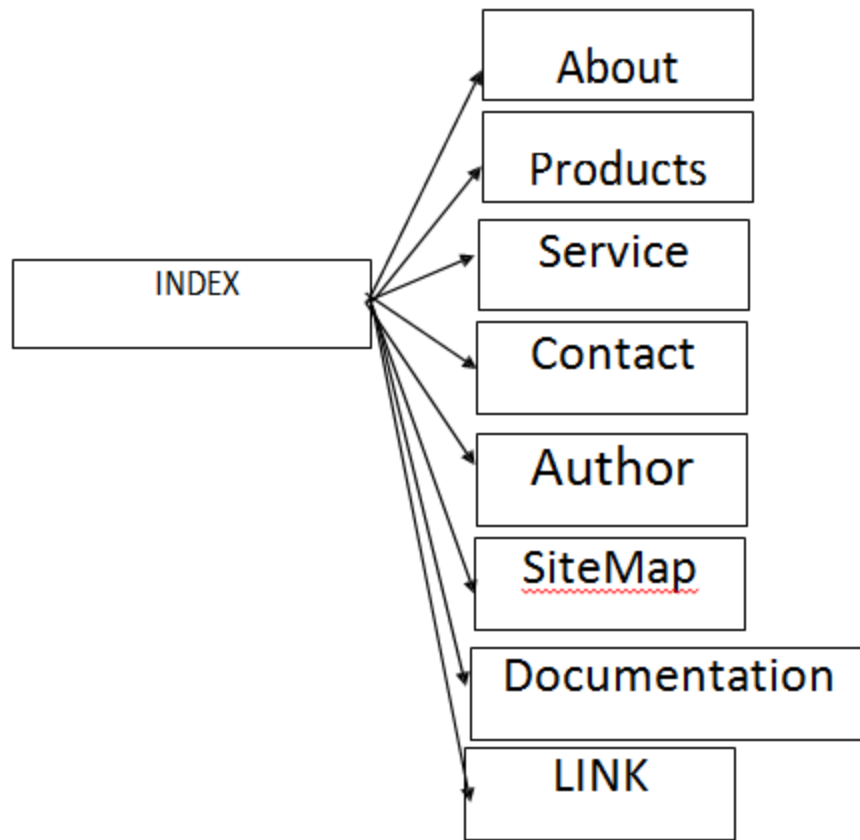 About
Products
Service
INDEX
Contact
Author
SiteMap
Documentation
LINK